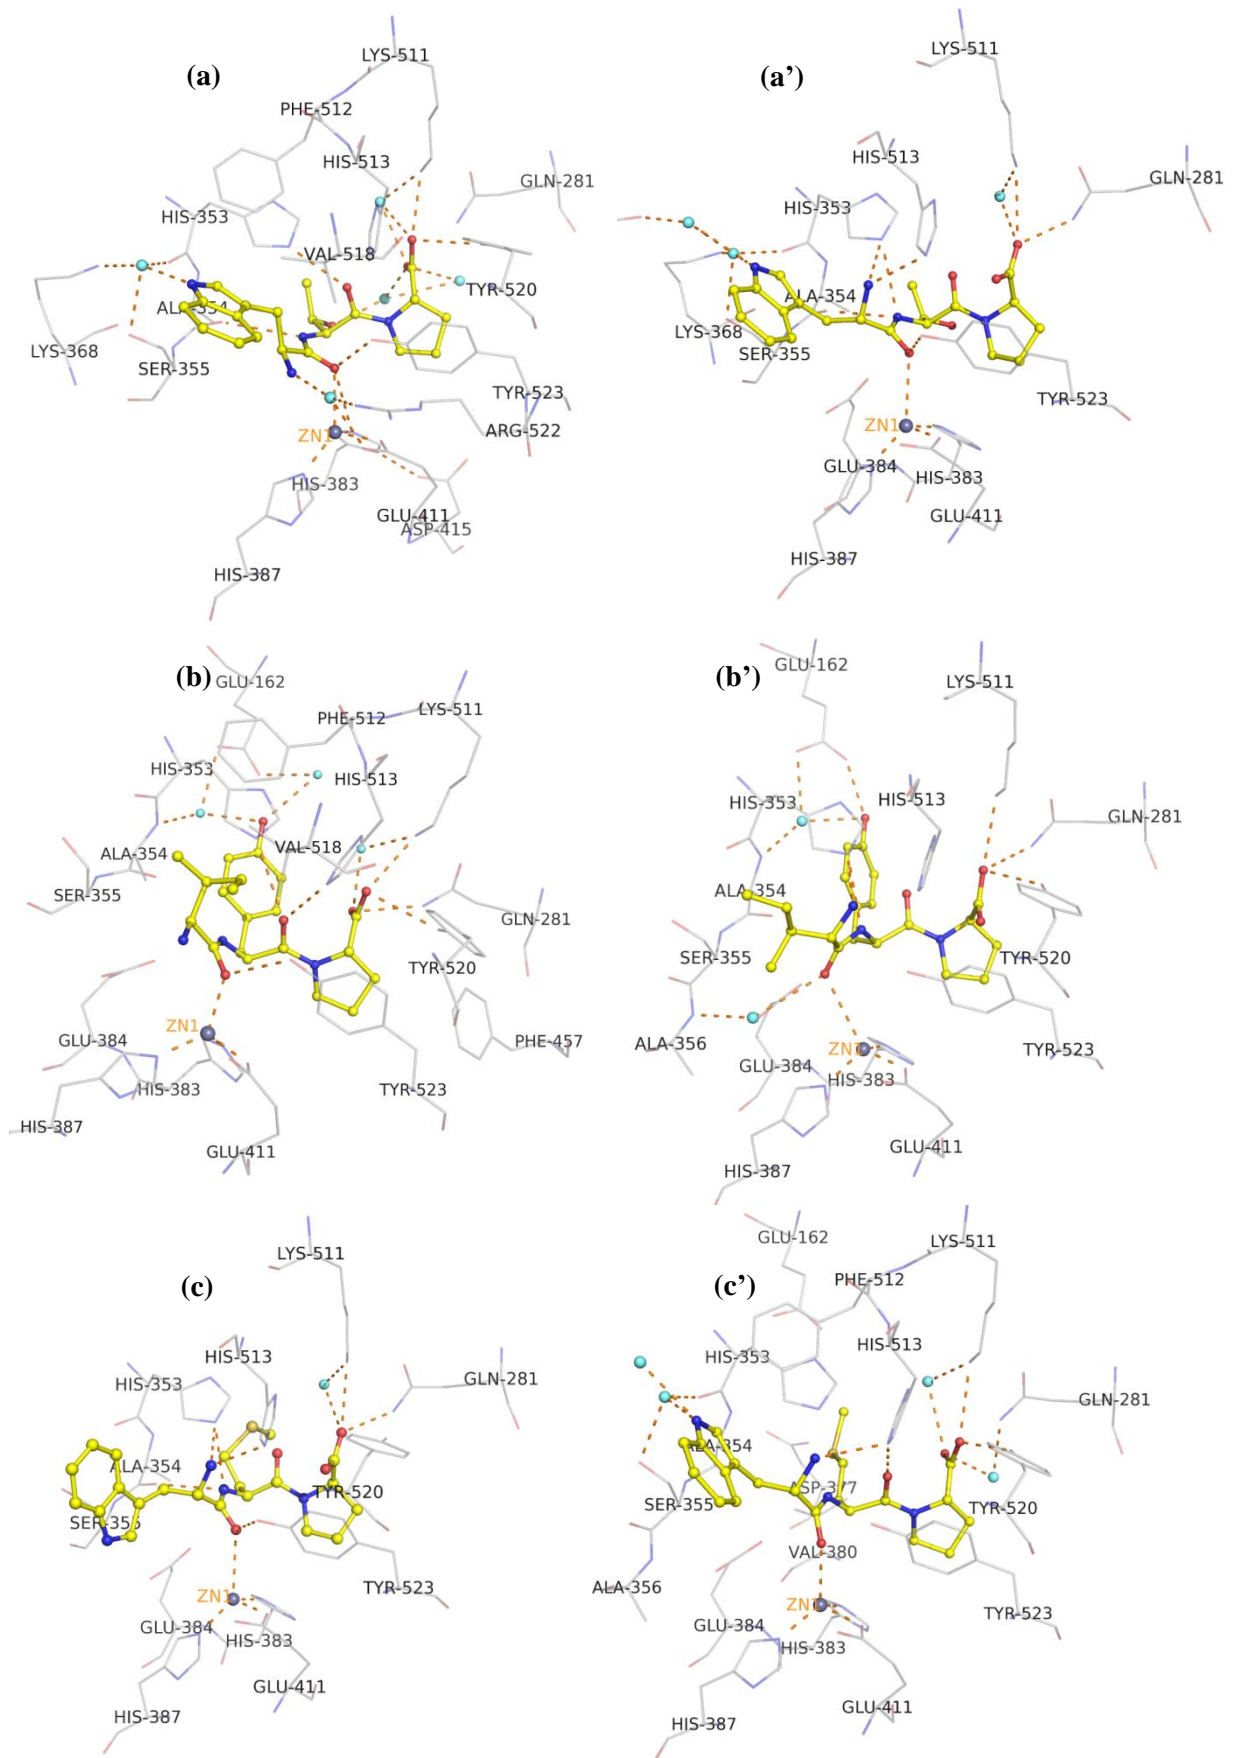 (a)
LYS-511
PHE-512
HIS-513
GLN-281
HIS-353
VAL-518
TYR-520
ALA-354
LYS-368
SER-355
TYR-523
ARG-522
ZN1
HIS-383
GLU-411
ASP-415
HIS-387
(a’)
LYS-511
HIS-513
GLN-281
HIS-353
ALA-354
LYS-368
SER-355
TYR-523
ZN1
GLU-384
HIS-383
GLU-411
HIS-387
(b)
GLU-162
PHE-512
LYS-511
HIS-353
HIS-513
VAL-518
ALA-354
SER-355
GLN-281
TYR-520
ZN1
GLU-384
PHE-457
HIS-383
TYR-523
HIS-387
GLU-411
(b’)
GLU-162
LYS-511
HIS-353
HIS-513
GLN-281
ALA-354
SER-355
TYR-520
ALA-356
ZN1
TYR-523
GLU-384
HIS-383
GLU-411
HIS-387
(c)
LYS-511
HIS-513
HIS-353
GLN-281
ALA-354
TYR-520
SER-355
ZN1
TYR-523
GLU-384
HIS-383
GLU-411
HIS-387
(c’)
GLU-162
LYS-511
PHE-512
HIS-513
HIS-353
GLN-281
ALA-354
ASP-377
SER-355
TYR-520
VAL-380
ALA-356
ZN1
TYR-523
GLU-384
HIS-383
GLU-411
HIS-387